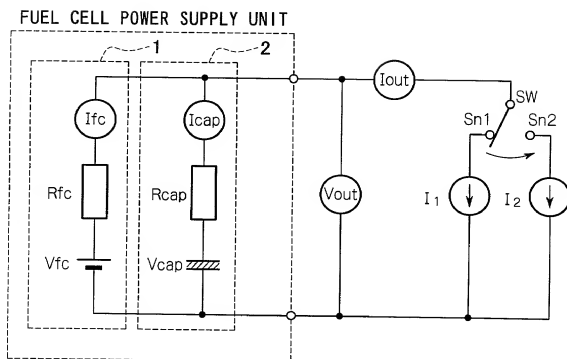 FUEL CELL POWER SUPPLY UNIT
1
2
Ifc
Icap
Iout
SW
Sn1
Sn2
Rfc
Rcap
Vout
I1
I2
Vfc
Vcap